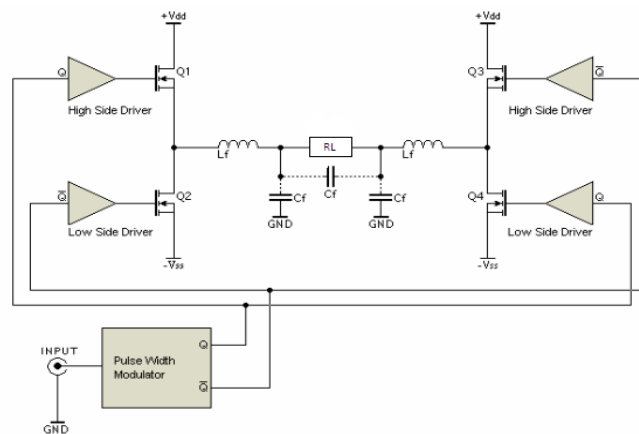 +Vdd +Vdd
Q Q1 Q3 Q̅
High Side Driver High Side Driver
RL
Lf Lf
Cf
Q̅ Q2 Cf Cf Q4 Q
GND GND
Low Side Driver Low Side Driver
-Vss -Vss
INPUT
Pulse Width
Modulator
Q
Q̅
GND